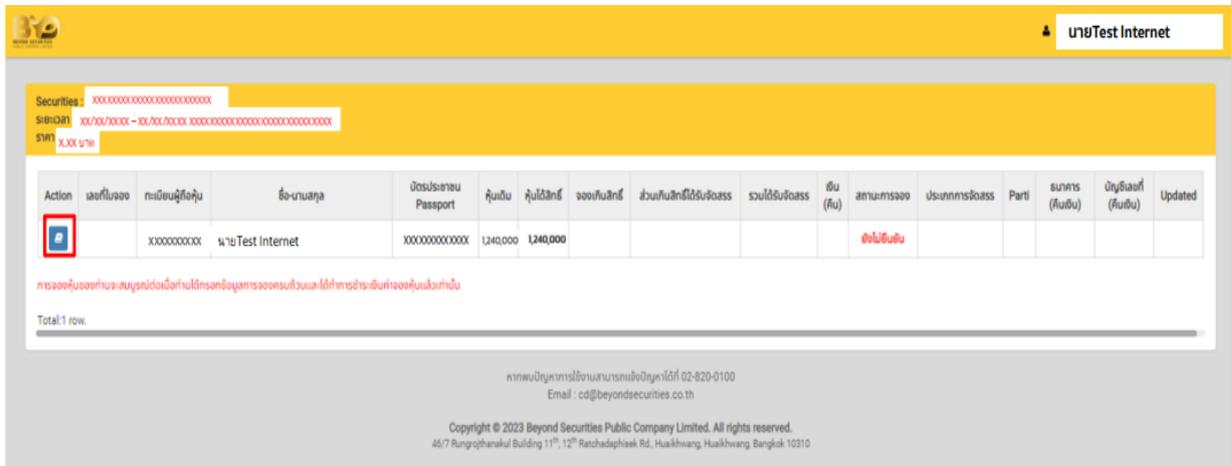 BYD
BEYOND SECURITIES
นายTest Internet
Securities : XXXXXXXXXXXXXXXXXXXXXXXX
ระยะเวลา XX/XX/XXXX – XX/XX/XXXX XXXXXXXXXXXXXXXXXXXXXXXXXXXXX
ราคา X.XX บาท
Action เลขที่ใบจอง ทะเบียนผู้ถือหุ้น ชื่อ-นามสกุล บัตรประชาชน Passport หุ้นเดิม หุ้นได้สิทธิ์ จองเกินสิทธิ์ ส่วนเกินสิทธิ์ได้รับจัดสรร รวมได้รับจัดสรร เงิน (คืน) สถานะการจอง ประเภทการจัดสรร Parti ธนาคาร (คืนเงิน) บัญชีเลขที่ (คืนเงิน) Updated
XXXXXXXXXX นายTest Internet XXXXXXXXXXXXX 1,240,000 1,240,000 ยังไม่ยืนยัน
การจองหุ้นของท่านจะสมบูรณ์ต่อเมื่อท่านได้กรอกข้อมูลการจองครบถ้วนและได้ทำการชำระเงินค่าจองหุ้นแล้วเท่านั้น
Total:1 row.
หากพบปัญหาการใช้งานสามารถแจ้งปัญหาได้ที่ 02-820-0100
Email : cd@beyondsecurities.co.th
Copyright © 2023 Beyond Securities Public Company Limited. All rights reserved.
46/7 Rungrojthanakul Building 11th, 12th Ratchadaphisek Rd., Huaikhwang, Huaikhwang, Bangkok 10310